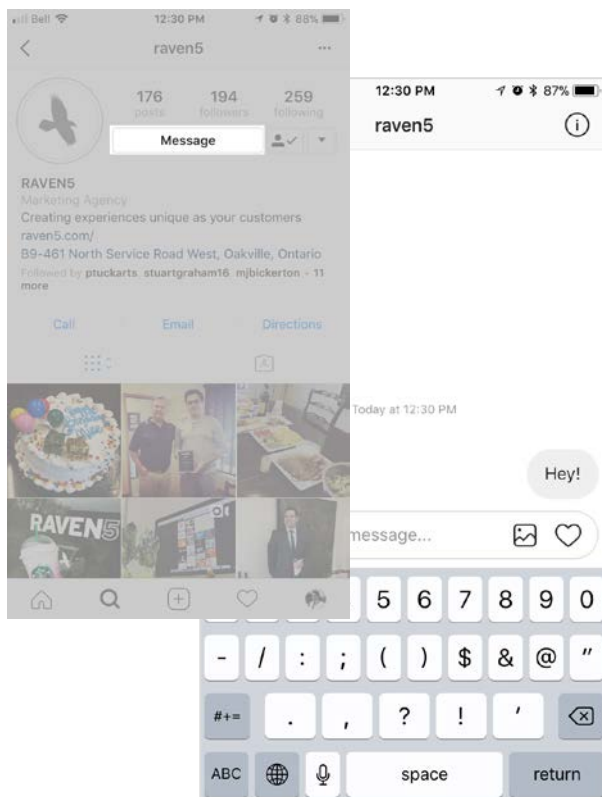 Bell 12:30 PM 88%
raven5
176 194 259
posts followers following
Message
RAVEN5
Marketing Agency
Creating experiences unique as your customers
raven5.com/
B9-461 North Service Road West, Oakville, Ontario
Followed by ptuckarts, stuartgraham16, mjbickerton + 11
more
Call Email Directions
RAVEN5
12:30 PM 87%
raven5
Today at 12:30 PM
Hey!
message...
5 6 7 8 9 0
- / : ; ( ) $ & @ "
#+= . , ? ! '
ABC space return